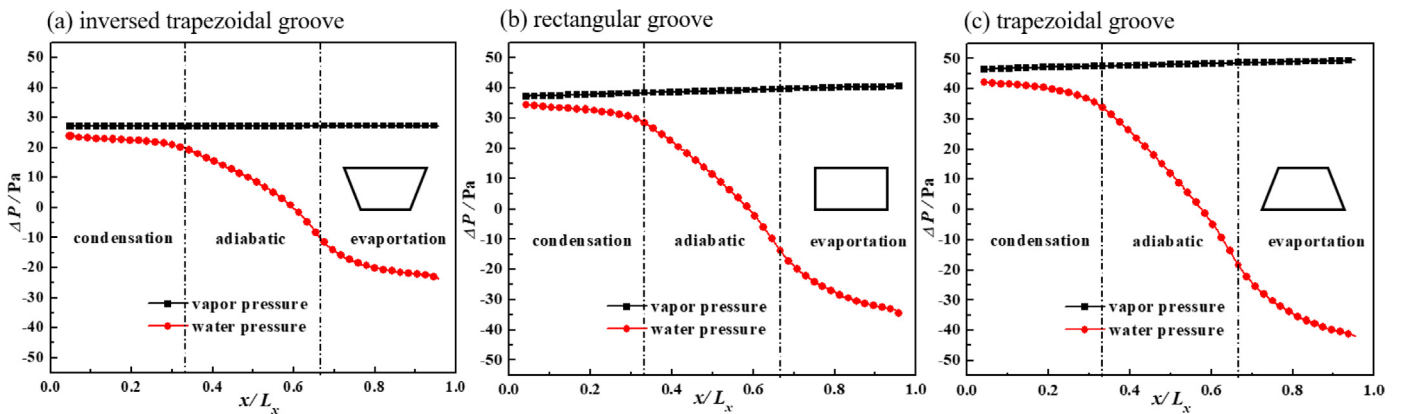 (a) inversed trapezoidal groove
50
40
30
20
10
0
-10
-20
-30
-40
-50
ΔP / Pa
condensation
adiabatic
evaportation
vapor pressure
water pressure
0.0 0.2 0.4 0.6 0.8 1.0
x/Lx
(b) rectangular groove
50
40
30
20
10
0
-10
-20
-30
-40
-50
ΔP / Pa
condensation
adiabatic
evaportation
vapor pressure
water pressure
0.0 0.2 0.4 0.6 0.8 1.0
x/Lx
(c) trapezoidal groove
50
40
30
20
10
0
-10
-20
-30
-40
-50
ΔP / Pa
condensation
adiabatic
evaportation
vapor pressure
water pressure
0.0 0.2 0.4 0.6 0.8 1.0
x/Lx